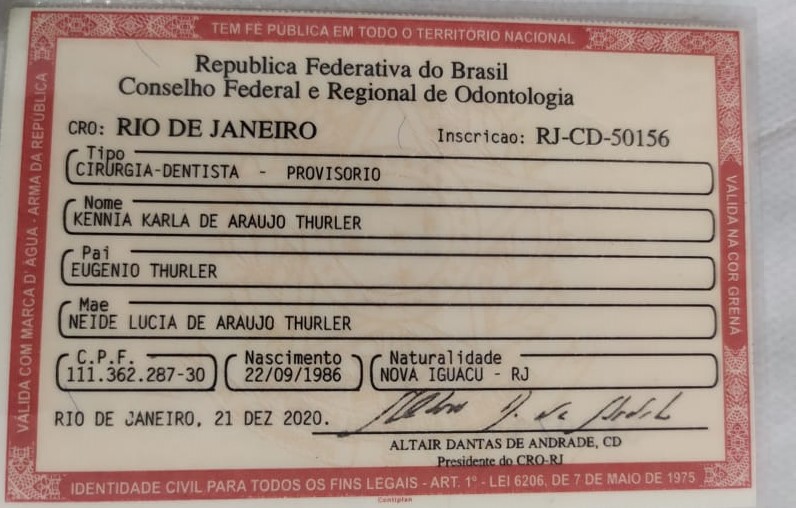 TEM FÉ PÚBLICA EM TODO O TERRITÓRIO NACIONAL
Republica Federativa do Brasil
Conselho Federal e Regional de Odontologia
CRO: RIO DE JANEIRO
Inscricao: RJ-CD-50156
Tipo
CIRURGIA-DENTISTA - PROVISORIO
Nome
KENNIA KARLA DE ARAUJO THURLER
Pai
EUGENIO THURLER
Mae
NEIDE LUCIA DE ARAUJO THURLER
C.P.F. Nascimento Naturalidade
111.362.287-30 22/09/1986 NOVA IGUACU - RJ
RIO DE JANEIRO, 21 DEZ 2020.
ALTAIR DANTAS DE ANDRADE, CD
Presidente do CRO-RJ
IDENTIDADE CIVIL PARA TODOS OS FINS LEGAIS - ART. 1º - LEI 6206, DE 7 DE MAIO DE 1975
VÁLIDA COM MARCA D'ÁGUA - ARMA DA REPÚBLICA
VÁLIDA NA COR GRENÁ
Contiplan